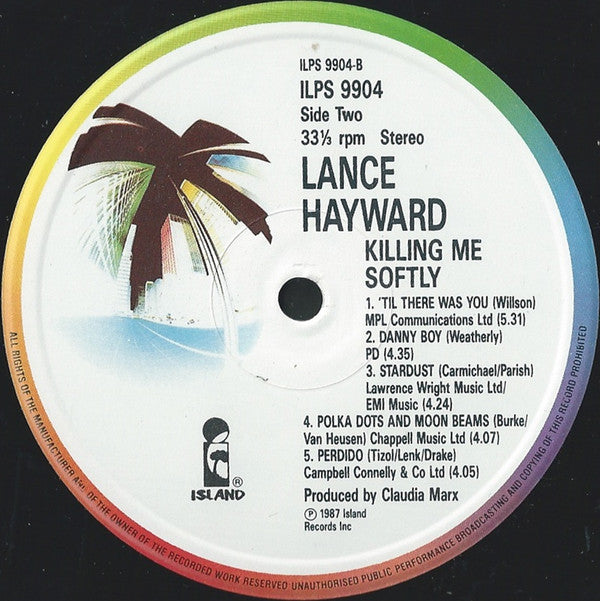 ILPS 9904-B
ILPS 9904
Side Two
33⅓ rpm Stereo
LANCE
HAYWARD
KILLING ME
SOFTLY
1. 'TIL THERE WAS YOU (Willson)
MPL Communications Ltd (5.31)
2. DANNY BOY (Weatherly)
PD (4.35)
3. STARDUST (Carmichael/Parish)
Lawrence Wright Music Ltd/
EMI Music (4.24)
4. POLKA DOTS AND MOON BEAMS (Burke/
Van Heusen) Chappell Music Ltd (4.07)
5. PERDIDO (Tizol/Lenk/Drake)
Campbell Connelly & Co Ltd (4.05)
Produced by Claudia Marx
℗ 1987 Island
Records Inc
i
ISLAND®
ALL RIGHTS OF THE MANUFACTURER AND OF THE OWNER OF THE RECORDED WORK RESERVED UNAUTHORISED PUBLIC PERFORMANCE BROADCASTING AND COPYING OF THIS RECORD PROHIBITED